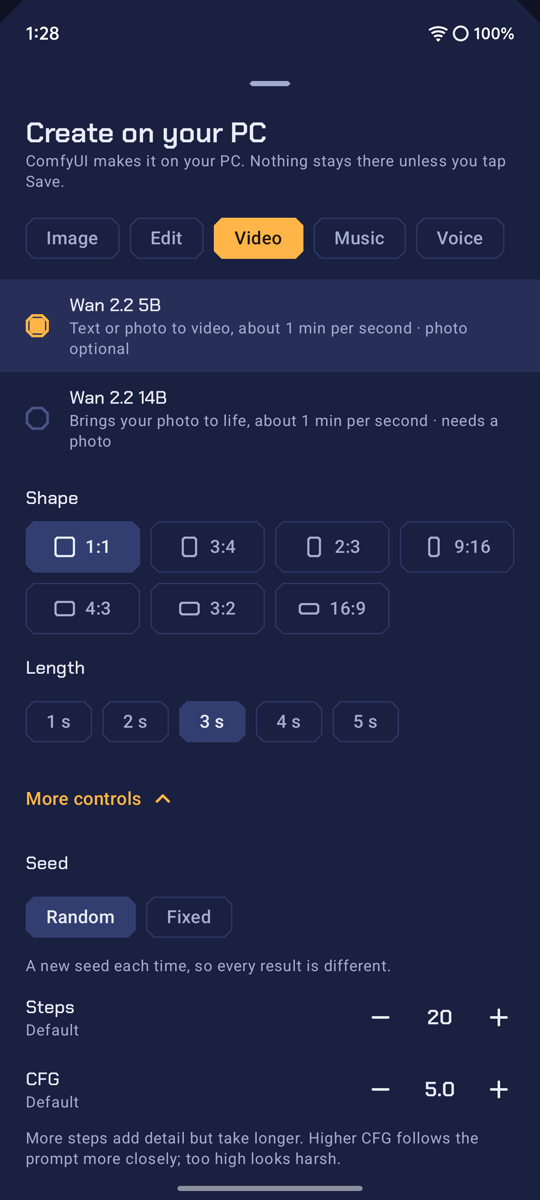 1:28
100%
Create on your PC
ComfyUI makes it on your PC. Nothing stays there unless you tap
Save.
Image
Edit
Video
Music
Voice
Wan 2.2 5B
Text or photo to video, about 1 min per second · photo
optional
Wan 2.2 14B
Brings your photo to life, about 1 min per second · needs a
photo
Shape
1:1
3:4
2:3
9:16
4:3
3:2
16:9
Length
1 s
2 s
3 s
4 s
5 s
More controls
Seed
Random
Fixed
A new seed each time, so every result is different.
Steps
Default
20
CFG
Default
5.0
More steps add detail but take longer. Higher CFG follows the
prompt more closely; too high looks harsh.